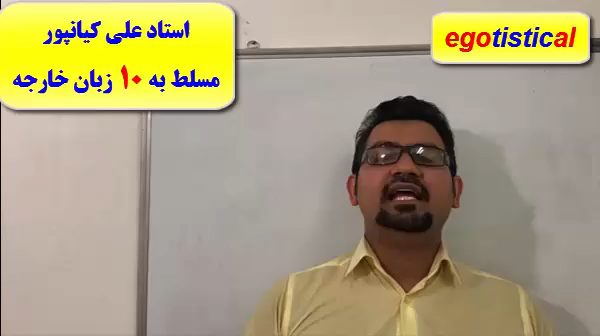 استاد علی کیانپور
مسلط به ۱۰ زبان خارجه
egotistical